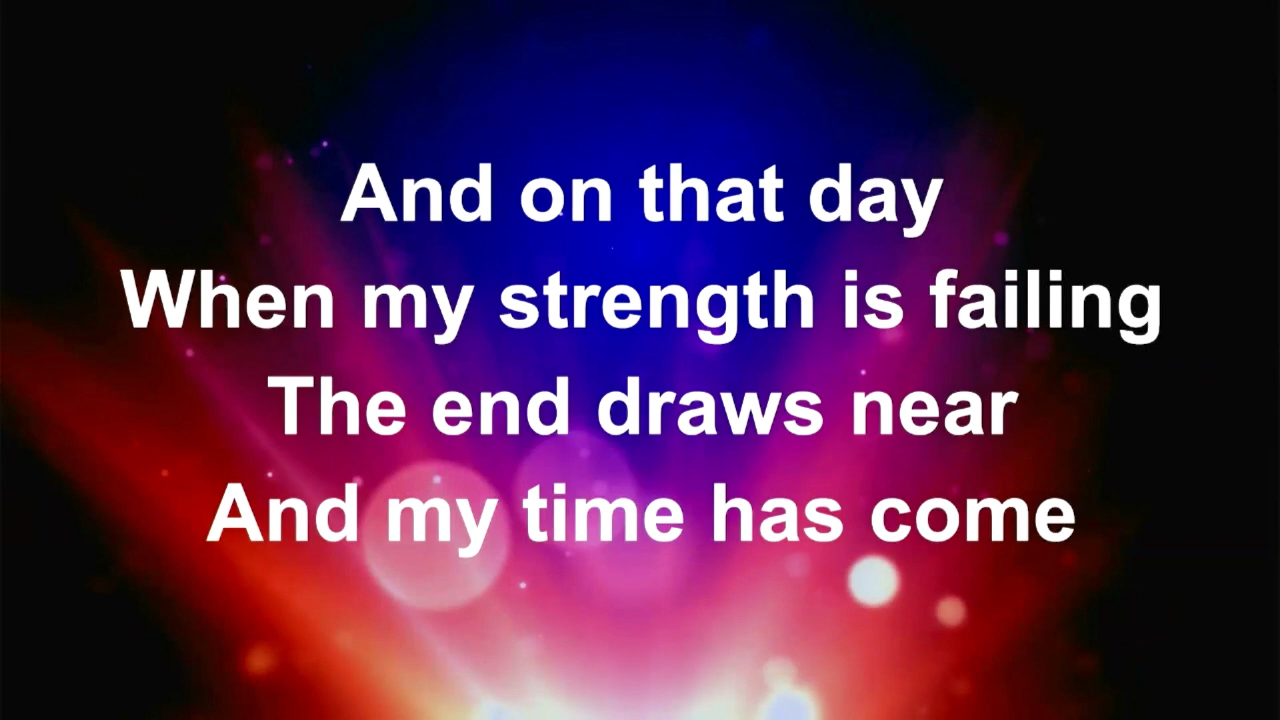 And on that day
When my strength is failing
The end draws near
And my time has come